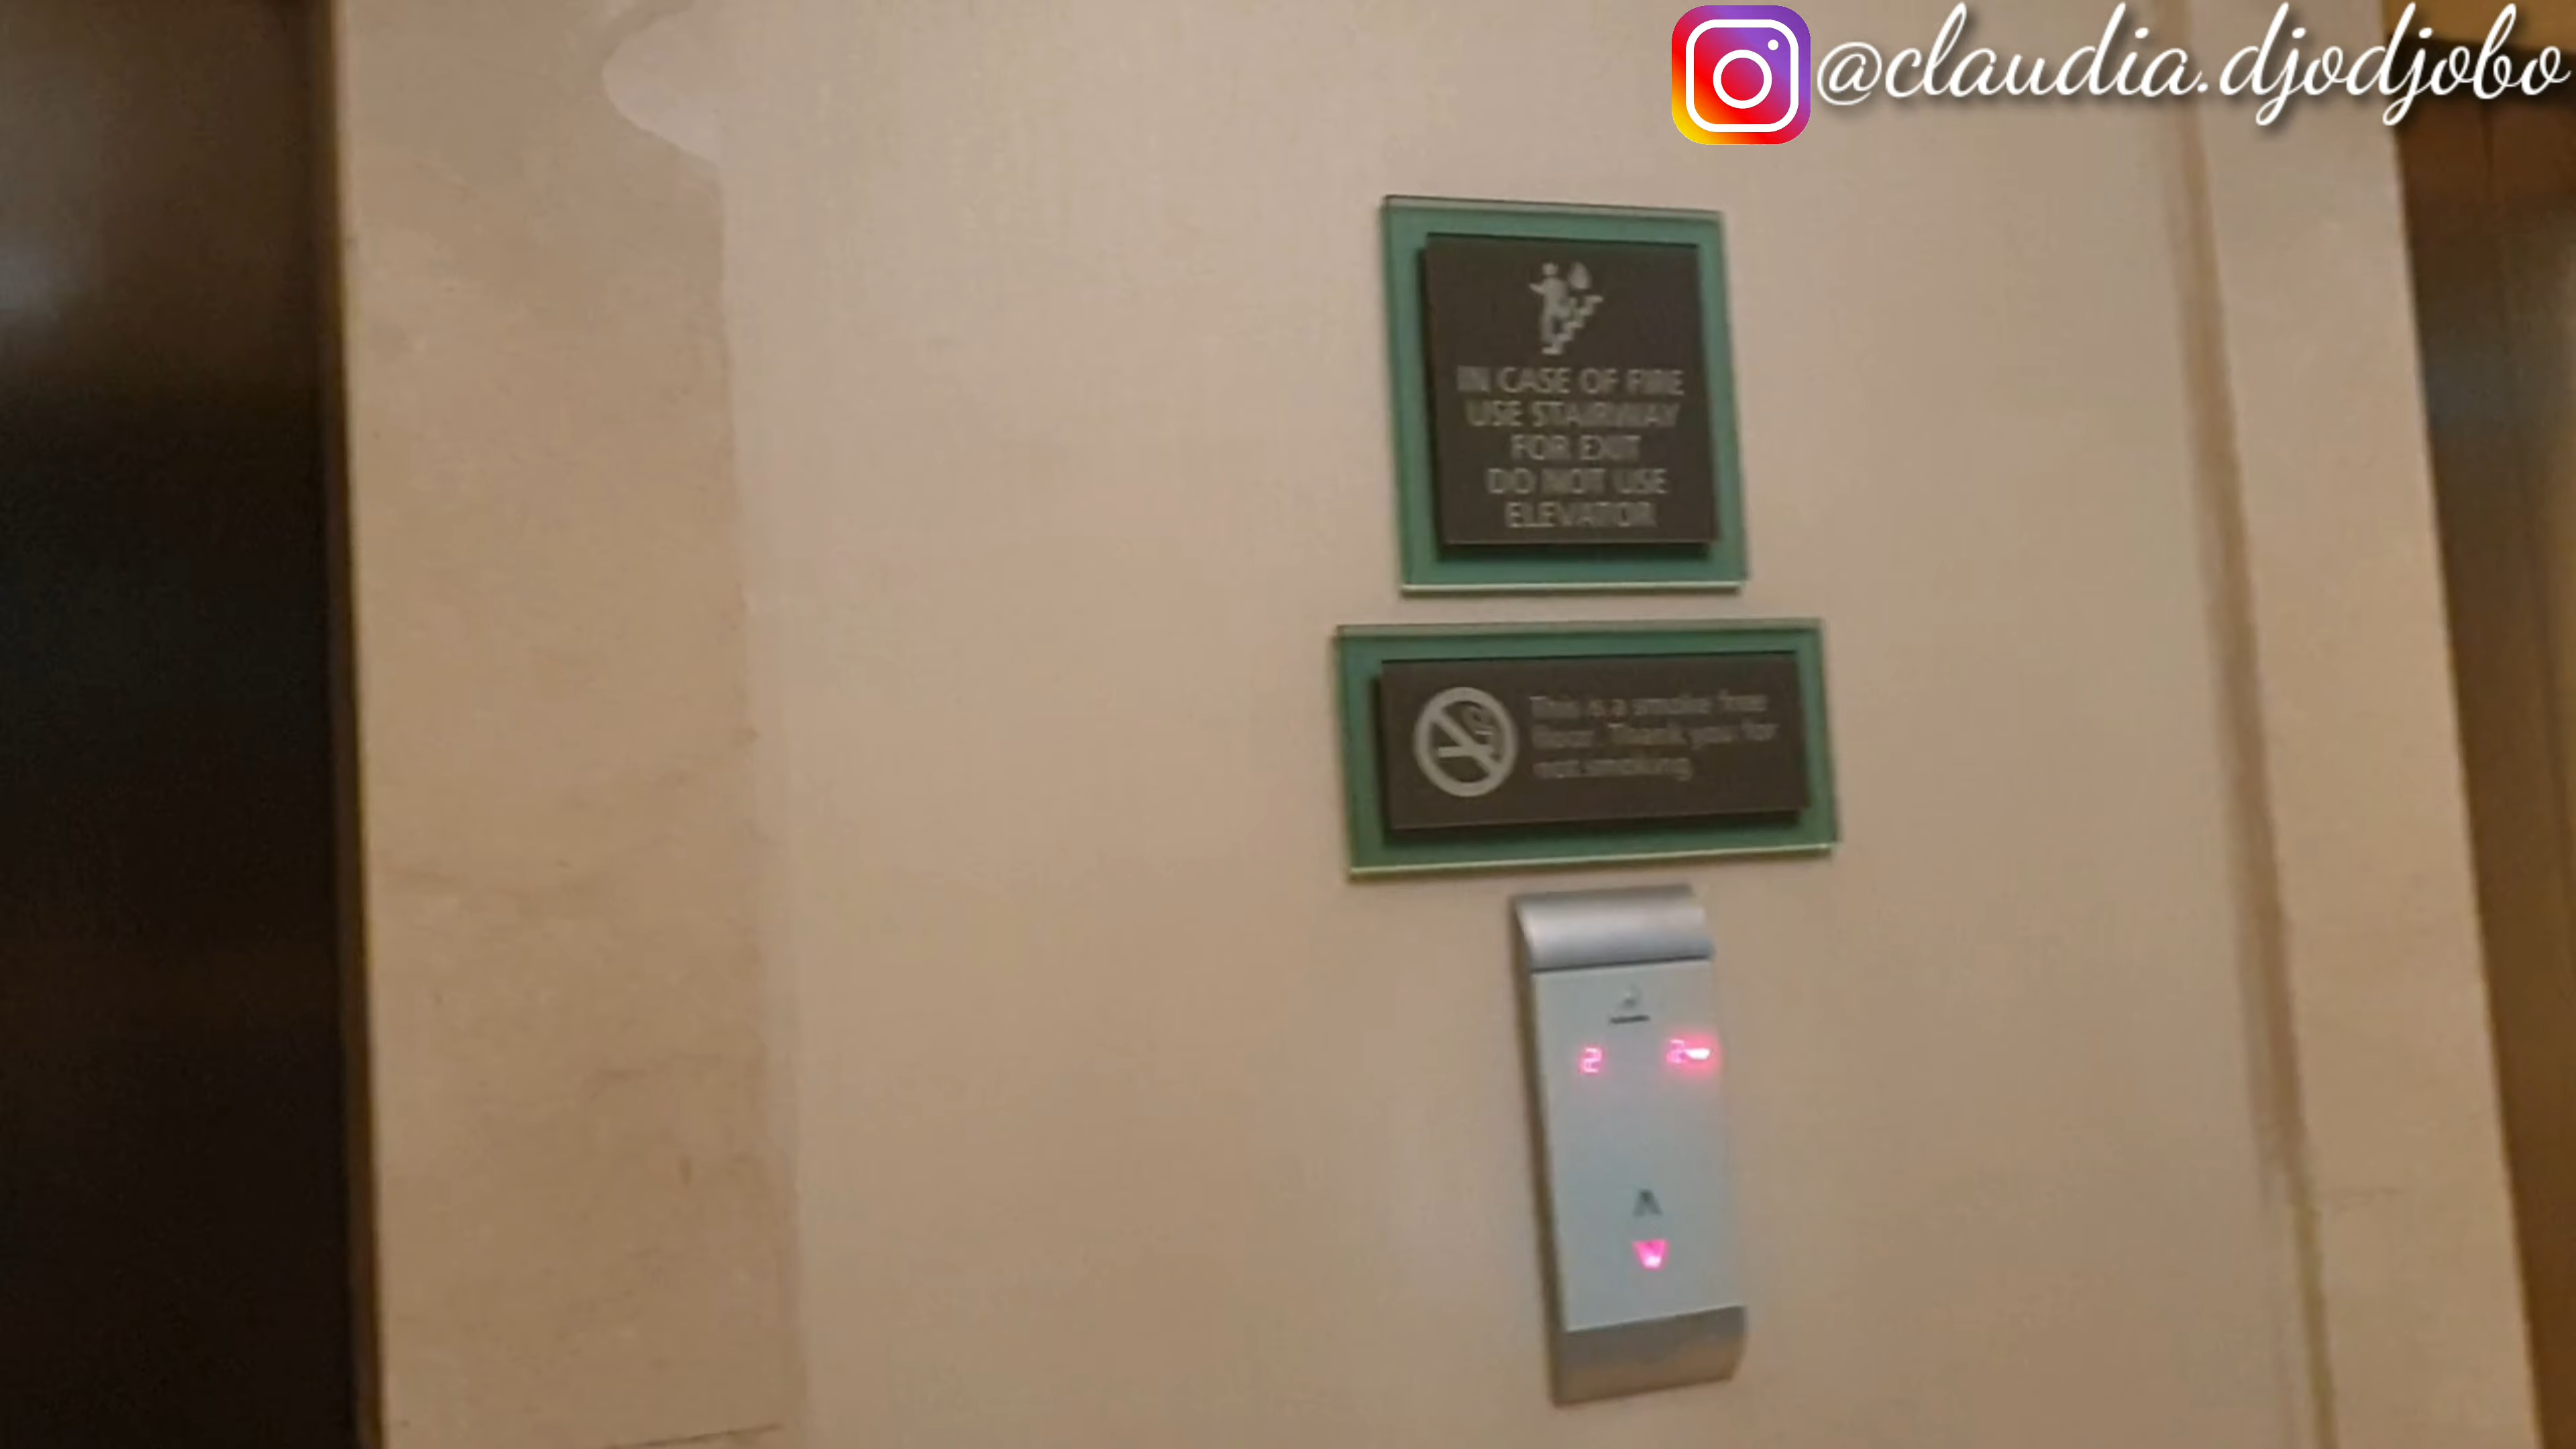 @claudia.djodjobo
IN CASE OF FIRE
USE STAIRWAY
FOR EXIT
DO NOT USE
ELEVATOR
This is a smoke free
floor. Thank you for
not smoking
2 2